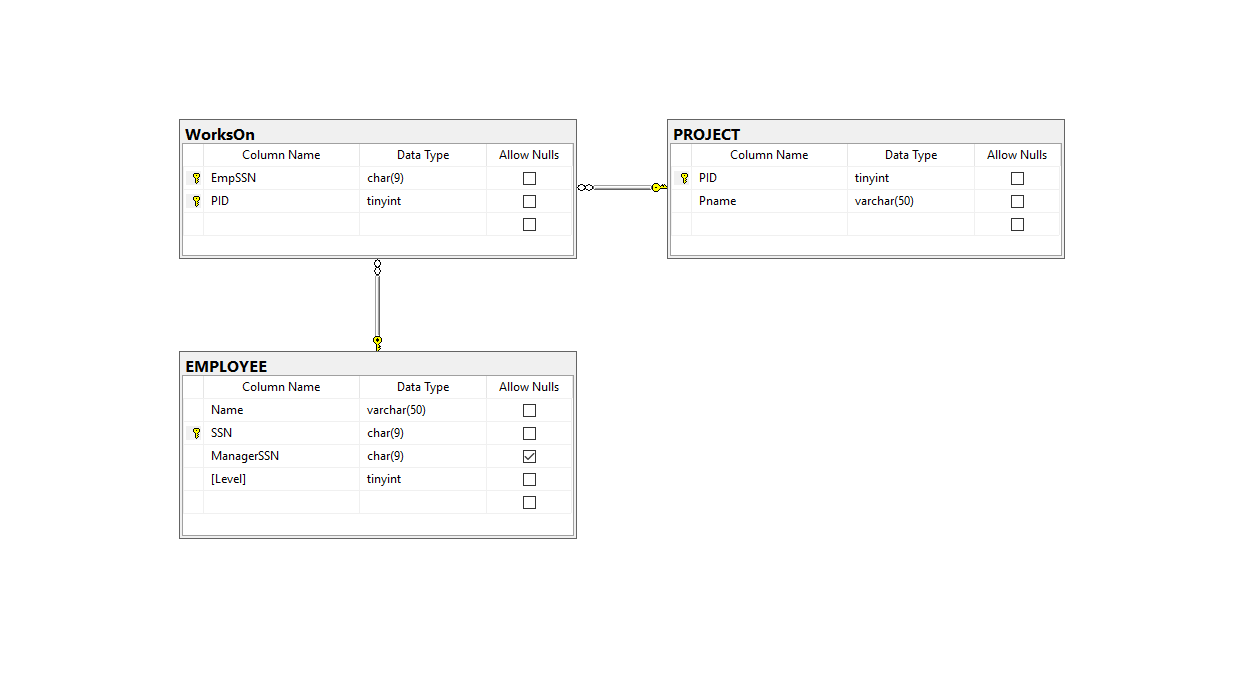 WorksOn
Column Name Data Type Allow Nulls
EmpSSN char(9)
PID tinyint
PROJECT
Column Name Data Type Allow Nulls
PID tinyint
Pname varchar(50)
EMPLOYEE
Column Name Data Type Allow Nulls
Name varchar(50)
SSN char(9)
ManagerSSN char(9)
[Level] tinyint